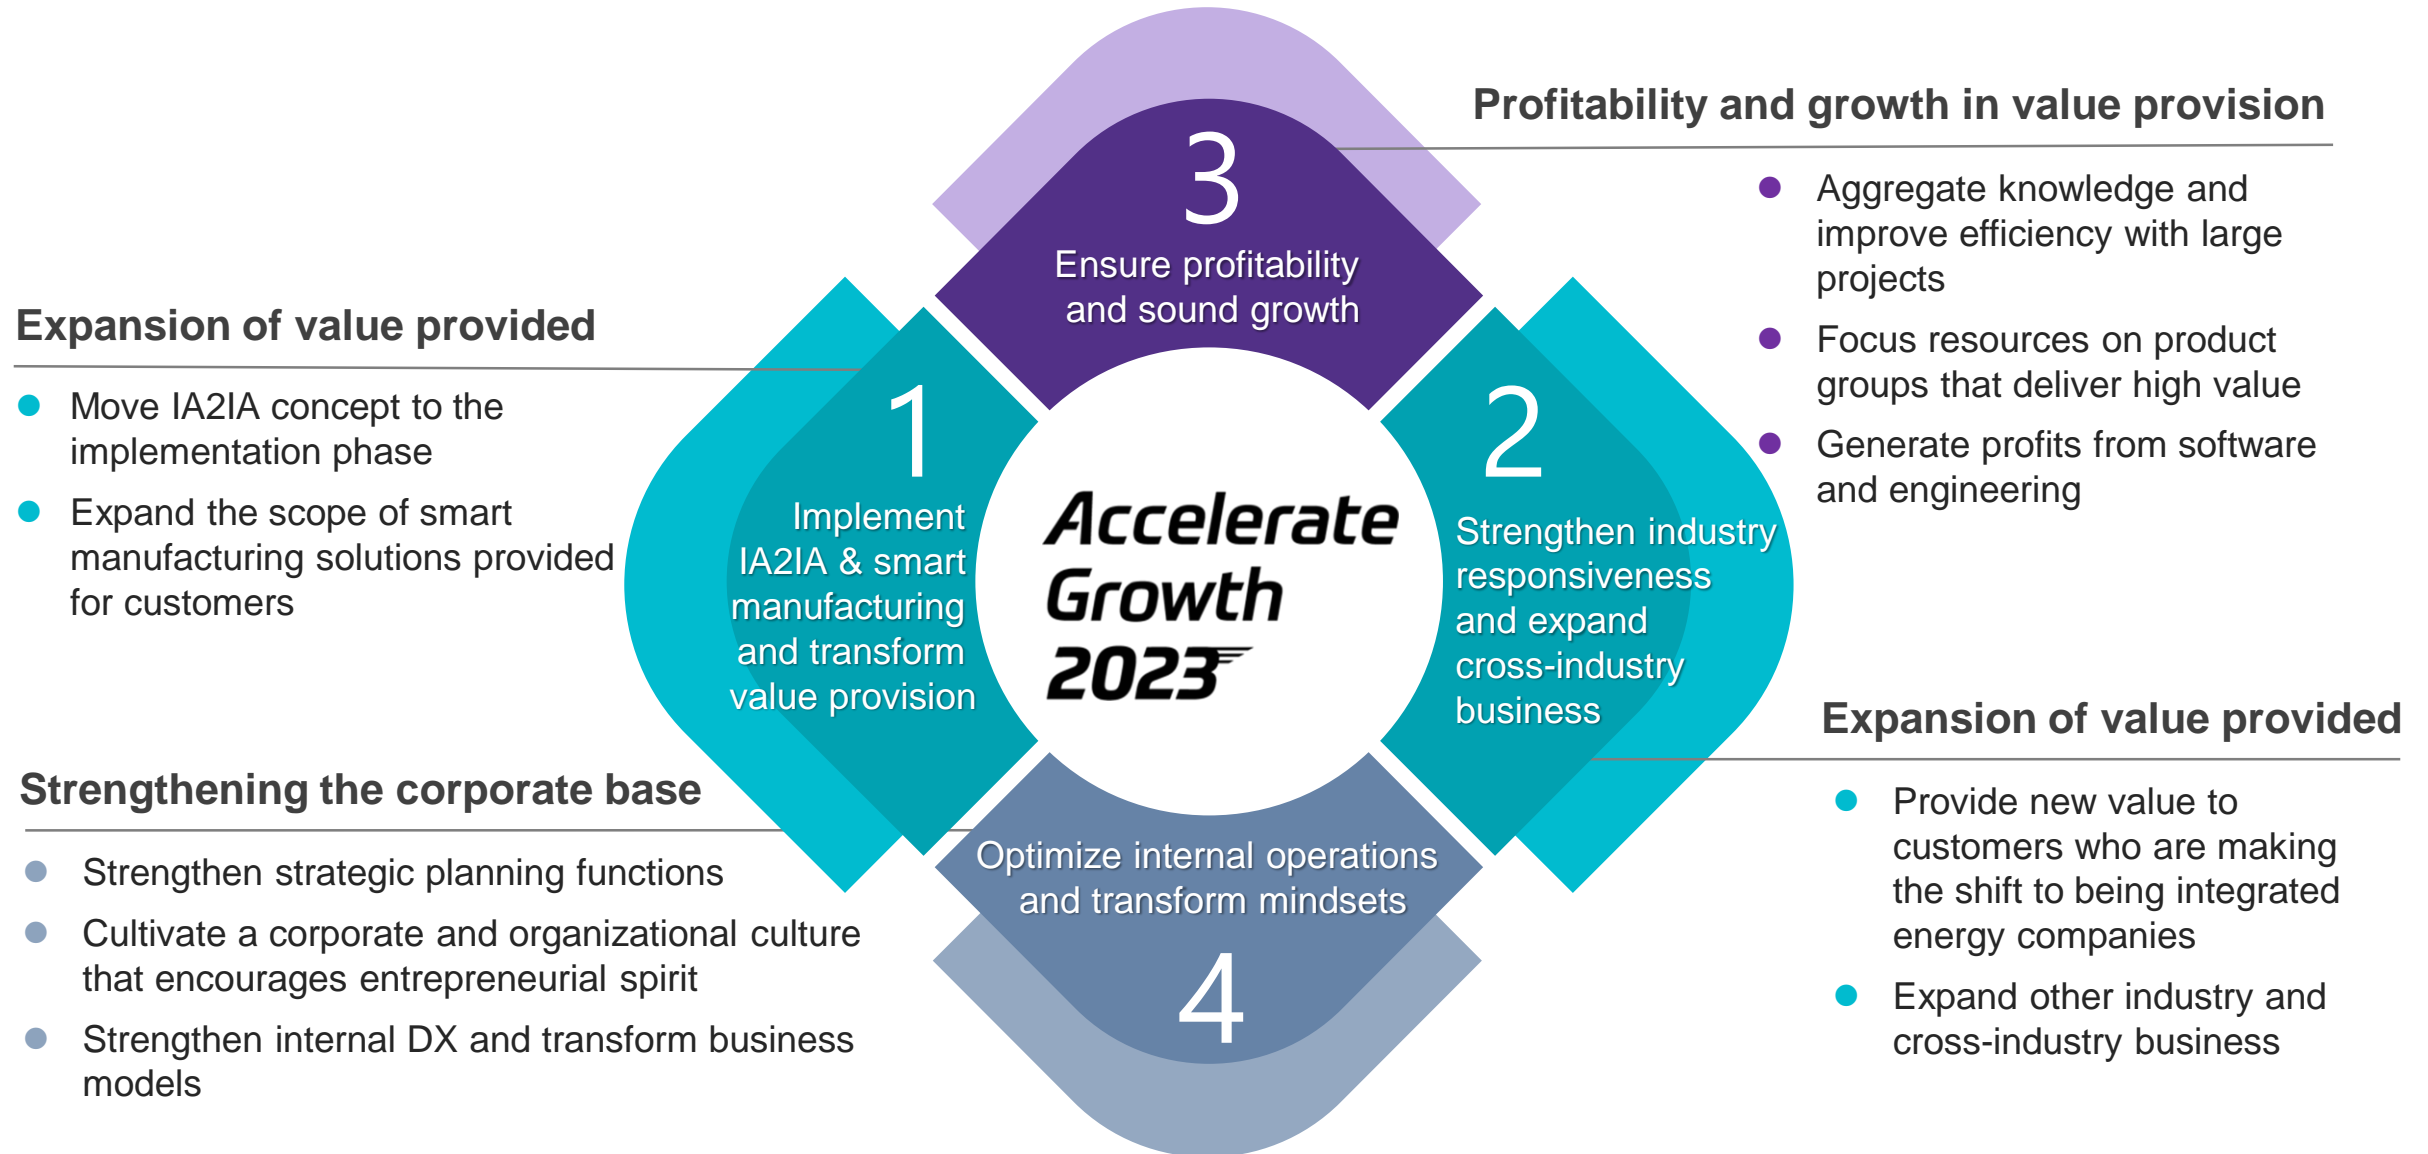 Profitability and growth in value provision
Aggregate knowledge and
improve efficiency with large
projects
Focus resources on product
groups that deliver high value
Generate profits from software
and engineering
3
Ensure profitability
and sound growth
Expansion of value provided
Move IA2IA concept to the
implementation phase
Expand the scope of smart
manufacturing solutions provided
for customers
1
Implement
IA2IA & smart
manufacturing
and transform
value provision
Accelerate
Growth
2023
2
Strengthen industry
responsiveness
and expand
cross-industry
business
Expansion of value provided
Provide new value to
customers who are making
the shift to being integrated
energy companies
Expand other industry and
cross-industry business
Strengthening the corporate base
Strengthen strategic planning functions
Cultivate a corporate and organizational culture
that encourages entrepreneurial spirit
Strengthen internal DX and transform business
models
Optimize internal operations
and transform mindsets
4